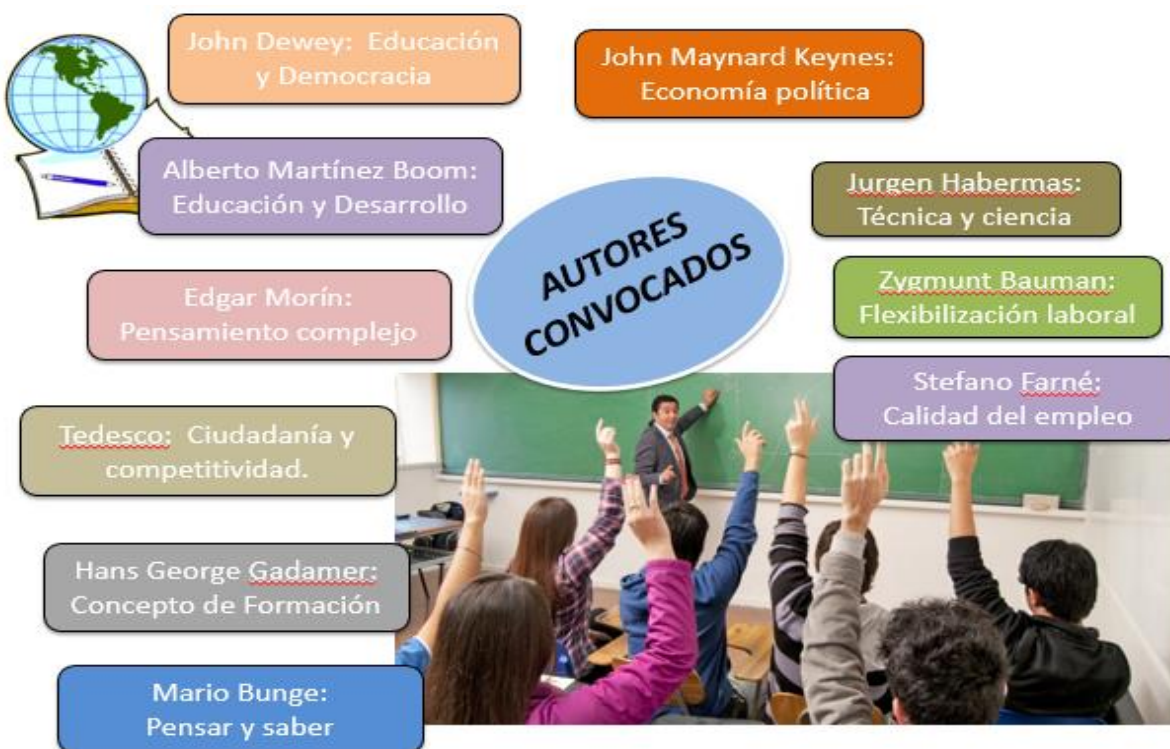 John Dewey: Educación
y Democracia
John Maynard Keynes:
Economía política
Alberto Martínez Boom:
Educación y Desarrollo
Jurgen Habermas:
Técnica y ciencia
AUTORES
CONVOCADOS
Edgar Morín:
Pensamiento complejo
Zygmunt Bauman:
Flexibilización laboral
Stefano Farné:
Calidad del empleo
Tedesco: Ciudadanía y
competitividad.
Hans George Gadamer:
Concepto de Formación
Mario Bunge:
Pensar y saber